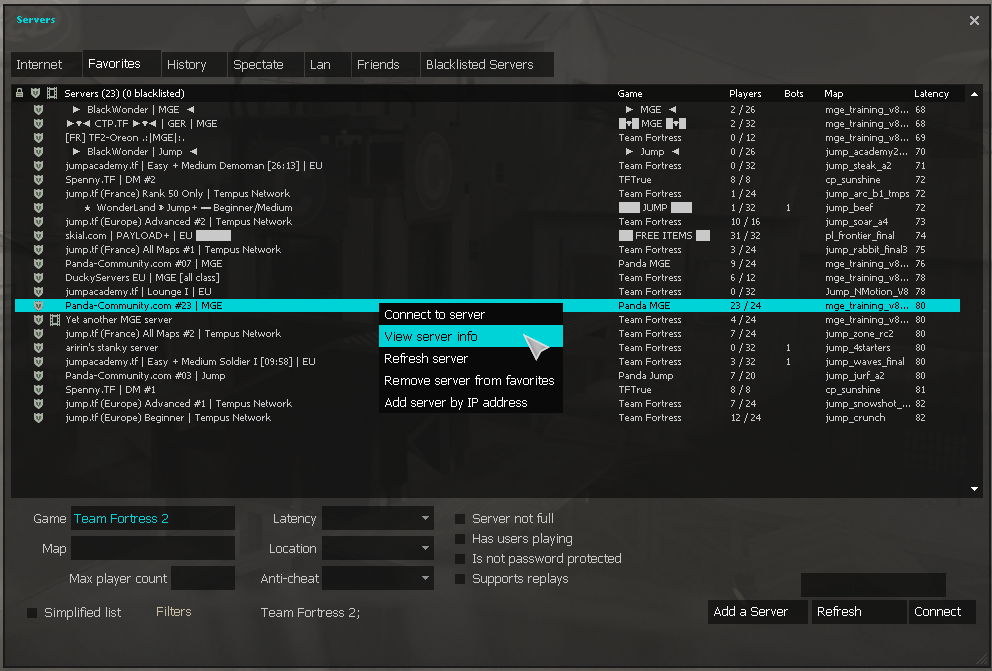 Servers
Internet Favorites History Spectate Lan Friends Blacklisted Servers
Servers (23) (0 blacklisted) Game Players Bots Map Latency
► BlackWonder | MGE ◄ ► MGE ◄ 2 / 26 mge_training_v8... 68
►▼◄ CTP.TF ►▼◄ | GER | MGE MGE 2 / 32 mge_training_v8... 68
[FR] TF2-Oreon .:|MGE|:. Team Fortress 0 / 12 mge_training_v8... 69
► BlackWonder | Jump ◄ ► Jump ◄ 0 / 26 jump_academy2... 70
jumpacademy.tf | Easy + Medium Demoman [26:13] | EU Team Fortress 0 / 32 jump_steak_a2 71
Spenny.TF | DM #2 TFTrue 8 / 8 cp_sunshine 72
jump.tf (France) Rank 50 Only | Tempus Network Team Fortress 1 / 24 jump_arc_b1_tmps 72
★ WonderLand » Jump+ — Beginner/Medium JUMP 1 / 32 1 jump_beef 72
jump.tf (Europe) Advanced #2 | Tempus Network Team Fortress 10 / 16 jump_soar_a4 73
skial.com | PAYLOAD+ | EU FREE ITEMS 31 / 32 pl_frontier_final 74
jump.tf (France) All Maps #1 | Tempus Network Team Fortress 3 / 24 jump_rabbit_final3 75
Panda-Community.com #07 | MGE Panda MGE 9 / 24 mge_training_v8... 76
DuckyServers EU | MGE [all class] Team Fortress 6 / 12 mge_training_v8... 78
jumpacademy.tf | Lounge I | EU Team Fortress 0 / 32 Jump_NMotion_V8 78
Panda-Community.com #23 | MGE Panda MGE 23 / 24 mge_training_v8... 80
Yet another MGE server Team Fortress 4 / 24 mge_training_v8... 80
jump.tf (France) All Maps #2 | Tempus Network Team Fortress 7 / 24 jump_zone_rc2 80
aririn's stanky server Team Fortress 0 / 32 1 jump_4starters 80
jumpacademy.tf | Easy + Medium Soldier I [09:58] | EU Team Fortress 3 / 32 1 jump_waves_final 80
Panda-Community.com #03 | Jump Panda Jump 7 / 20 jump_jurf_a2 80
Spenny.TF | DM #1 TFTrue 8 / 8 cp_sunshine 81
jump.tf (Europe) Advanced #1 | Tempus Network Team Fortress 7 / 24 jump_snowshot_... 82
jump.tf (Europe) Beginner | Tempus Network Team Fortress 12 / 24 jump_crunch 82
Connect to server
View server info
Refresh server
Remove server from favorites
Add server by IP address
Game Team Fortress 2 Latency Server not full
Map Location Has users playing
Is not password protected
Max player count Anti-cheat Supports replays
Simplified list Filters Team Fortress 2; Add a Server Refresh Connect